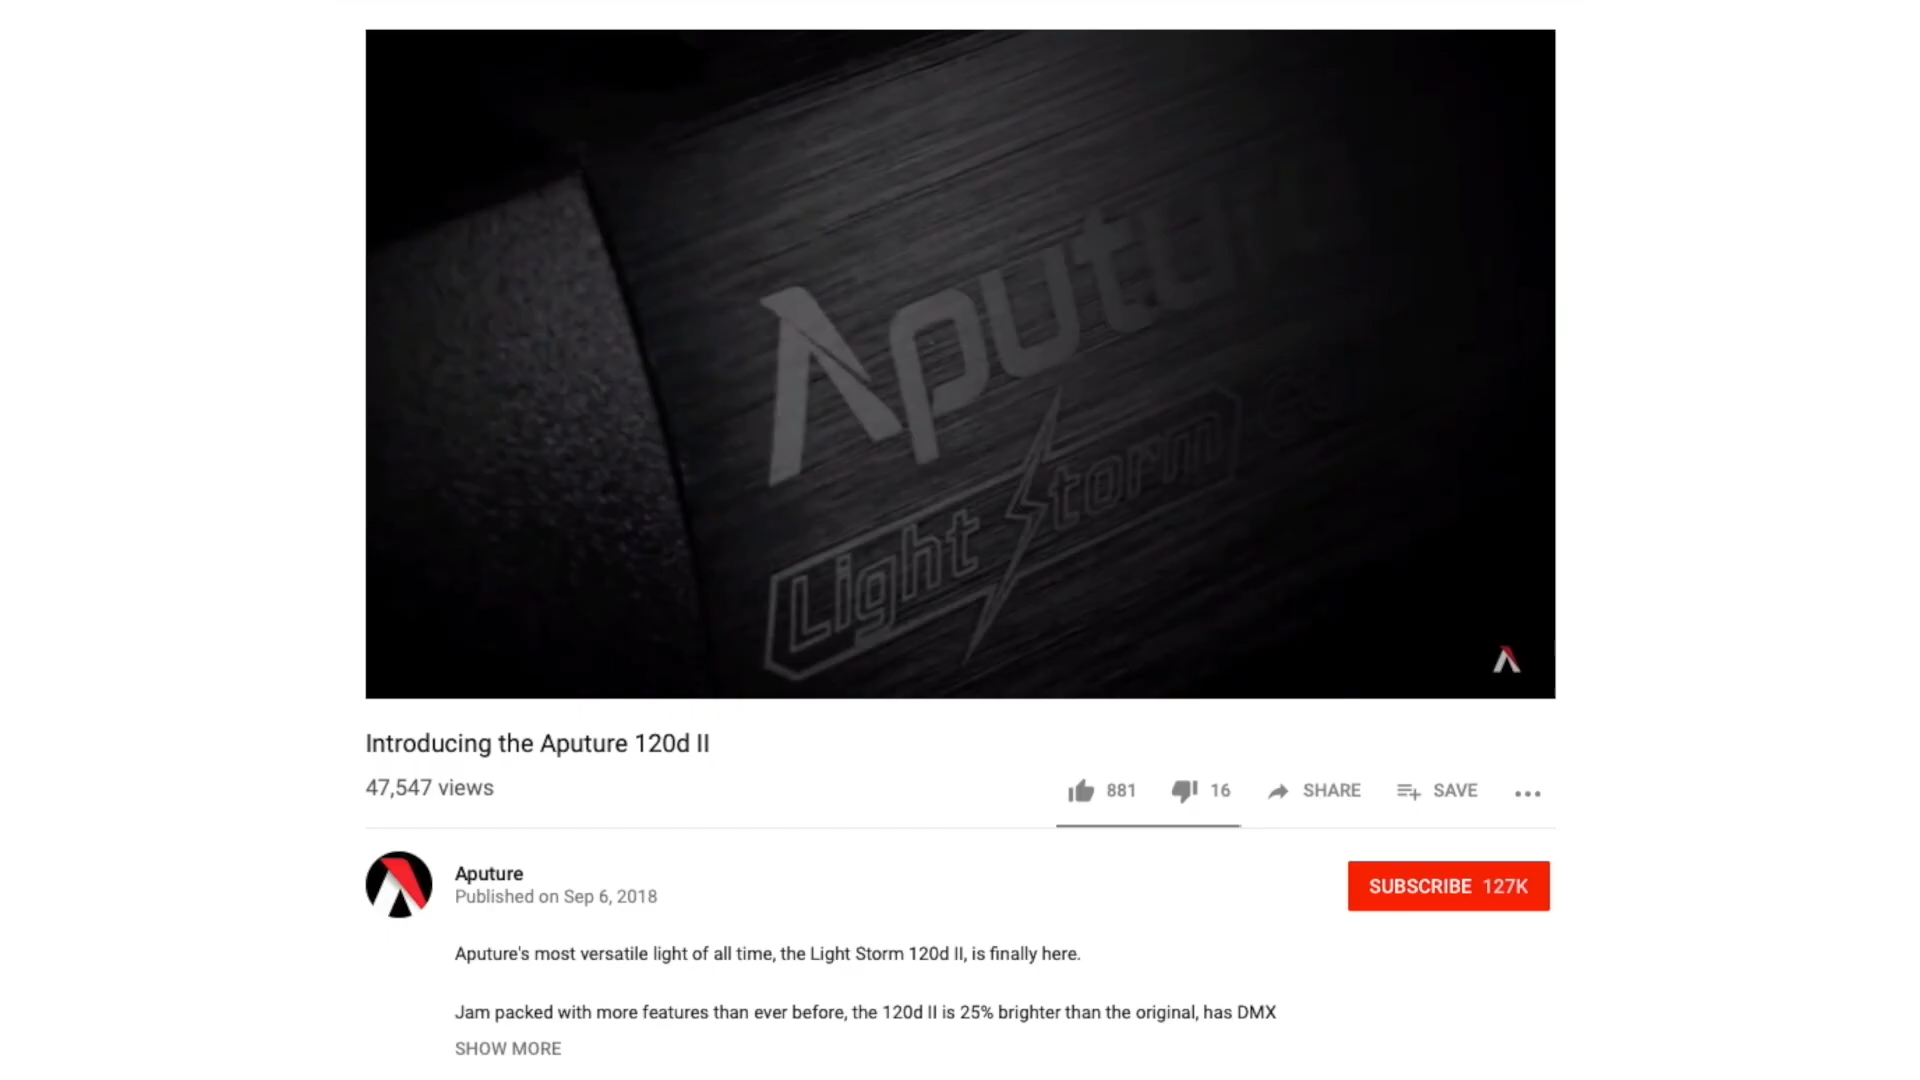 Aputure
Light Storm
Introducing the Aputure 120d II
47,547 views
881
16
SHARE
SAVE
Aputure
Published on Sep 6, 2018
SUBSCRIBE 127K
Aputure's most versatile light of all time, the Light Storm 120d II, is finally here.
Jam packed with more features than ever before, the 120d II is 25% brighter than the original, has DMX
SHOW MORE